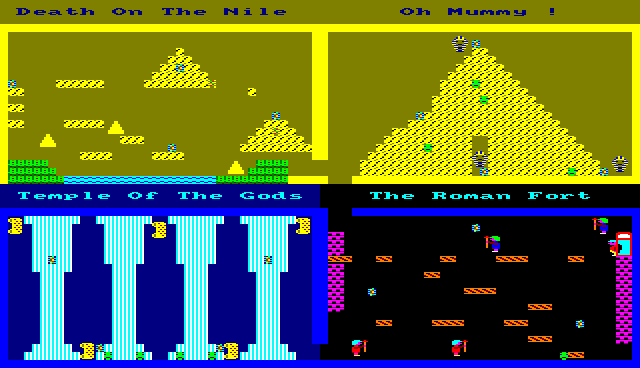 Death On The Nile
Oh Mummy !
Temple Of The Gods
The Roman Fort